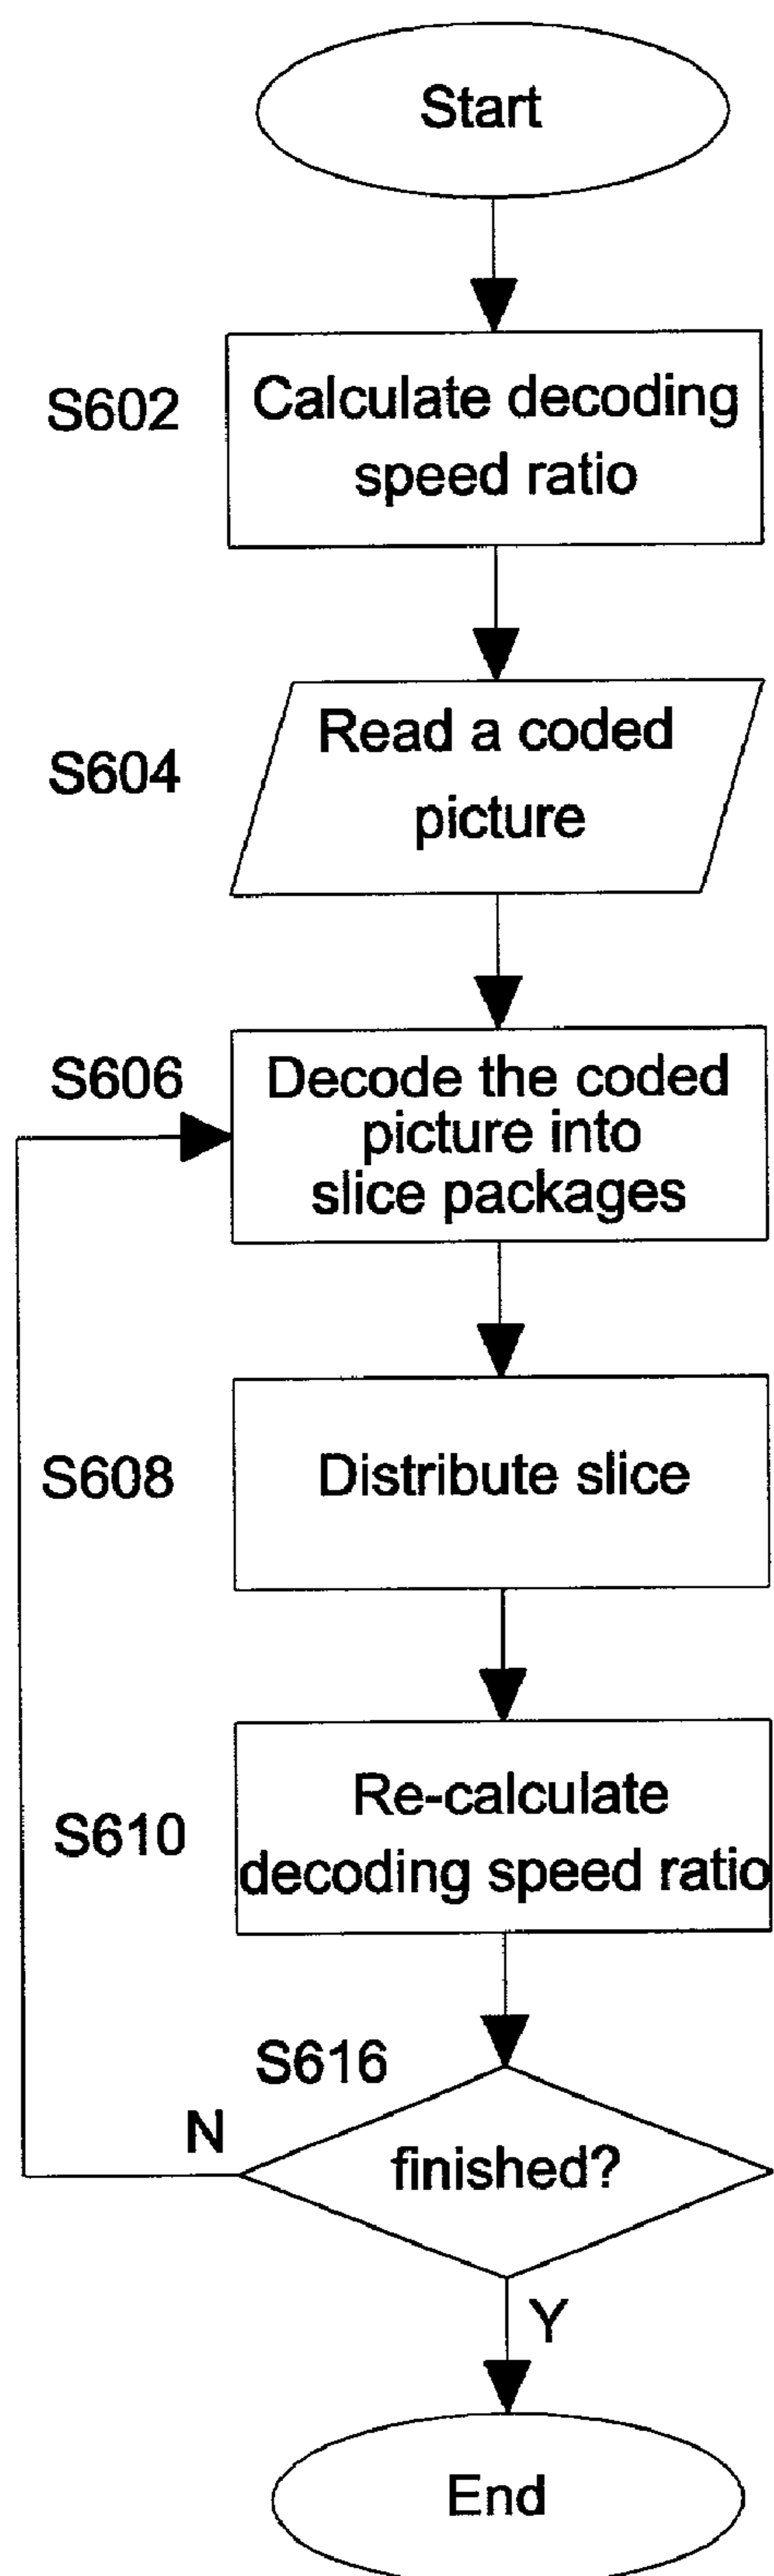 Start
S602
Calculate decoding
speed ratio
S604
Read a coded
picture
S606
Decode the coded
picture into
slice packages
S608
Distribute slice
S610
Re-calculate
decoding speed ratio
S616
N
finished?
Y
End